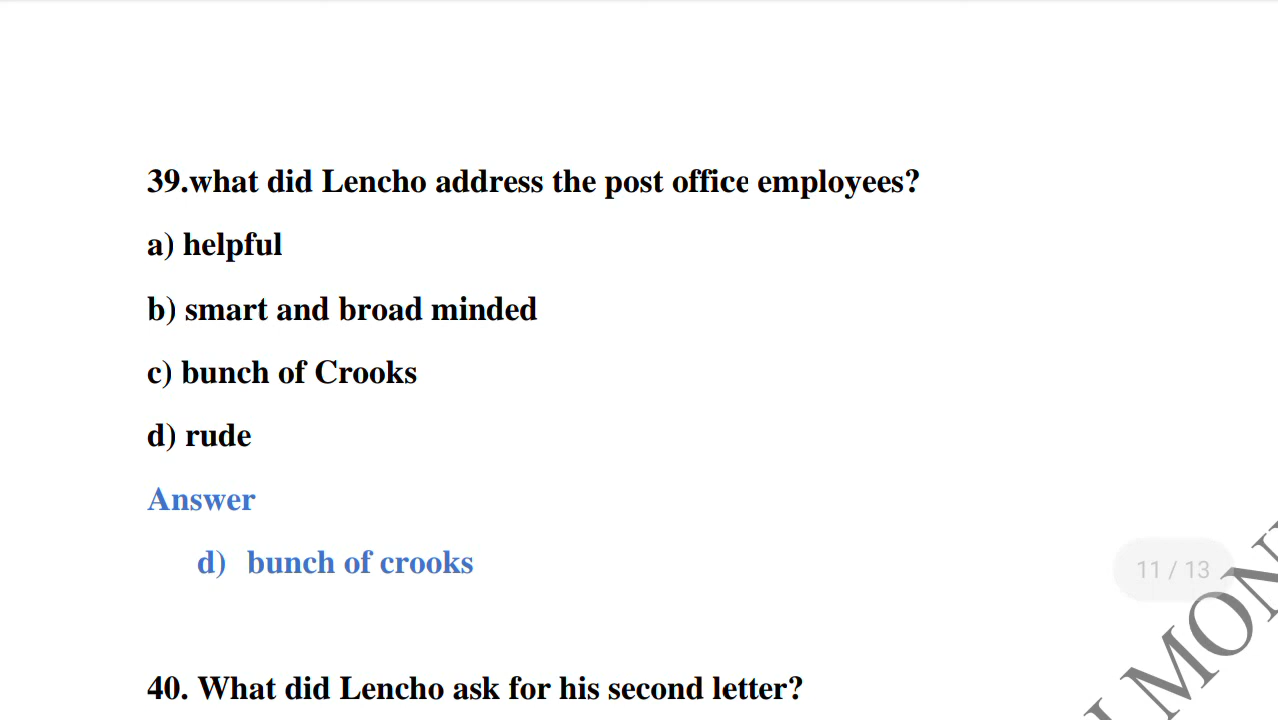 39.what did Lencho address the post office employees?
a) helpful
b) smart and broad minded
c) bunch of Crooks
d) rude
Answer
d) bunch of crooks
11 / 13
40. What did Lencho ask for his second letter?